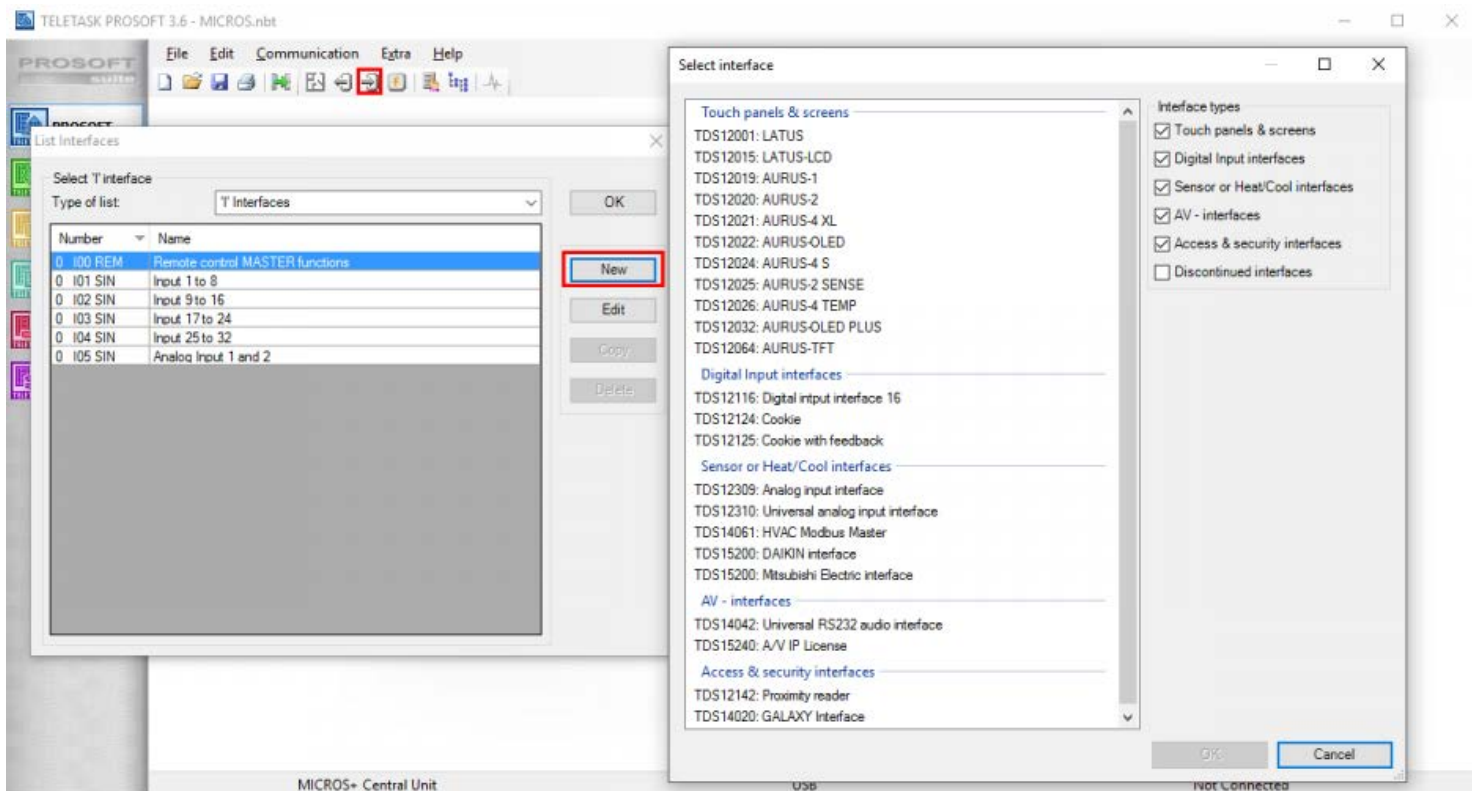 TELETASK PROSOFT 3.6 - MICROS.nbt
PROSOFT
suite
File Edit Communication Extra Help
PROSOFT
List Interfaces
Select 'I' interface
Type of list: 'I' Interfaces
OK
Number Name
0 I00 REM Remote control MASTER functions
0 I01 SIN Input 1 to 8
0 I02 SIN Input 9 to 16
0 I03 SIN Input 17 to 24
0 I04 SIN Input 25 to 32
0 I05 SIN Analog Input 1 and 2
New
Edit
Copy
Delete
Select interface
Touch panels & screens
TDS12001: LATUS
TDS12015: LATUS-LCD
TDS12019: AURUS-1
TDS12020: AURUS-2
TDS12021: AURUS-4 XL
TDS12022: AURUS-OLED
TDS12024: AURUS-4 S
TDS12025: AURUS-2 SENSE
TDS12026: AURUS-4 TEMP
TDS12032: AURUS-OLED PLUS
TDS12064: AURUS-TFT
Digital Input interfaces
TDS12116: Digital intput interface 16
TDS12124: Cookie
TDS12125: Cookie with feedback
Sensor or Heat/Cool interfaces
TDS12309: Analog input interface
TDS12310: Universal analog input interface
TDS14061: HVAC Modbus Master
TDS15200: DAIKIN interface
TDS15200: Mitsubishi Electric interface
AV - interfaces
TDS14042: Universal RS232 audio interface
TDS15240: A/V IP License
Access & security interfaces
TDS12142: Proximity reader
TDS14020: GALAXY Interface
Interface types
Touch panels & screens
Digital Input interfaces
Sensor or Heat/Cool interfaces
AV - interfaces
Access & security interfaces
Discontinued interfaces
OK
Cancel
MICROS+ Central Unit USB Not Connected